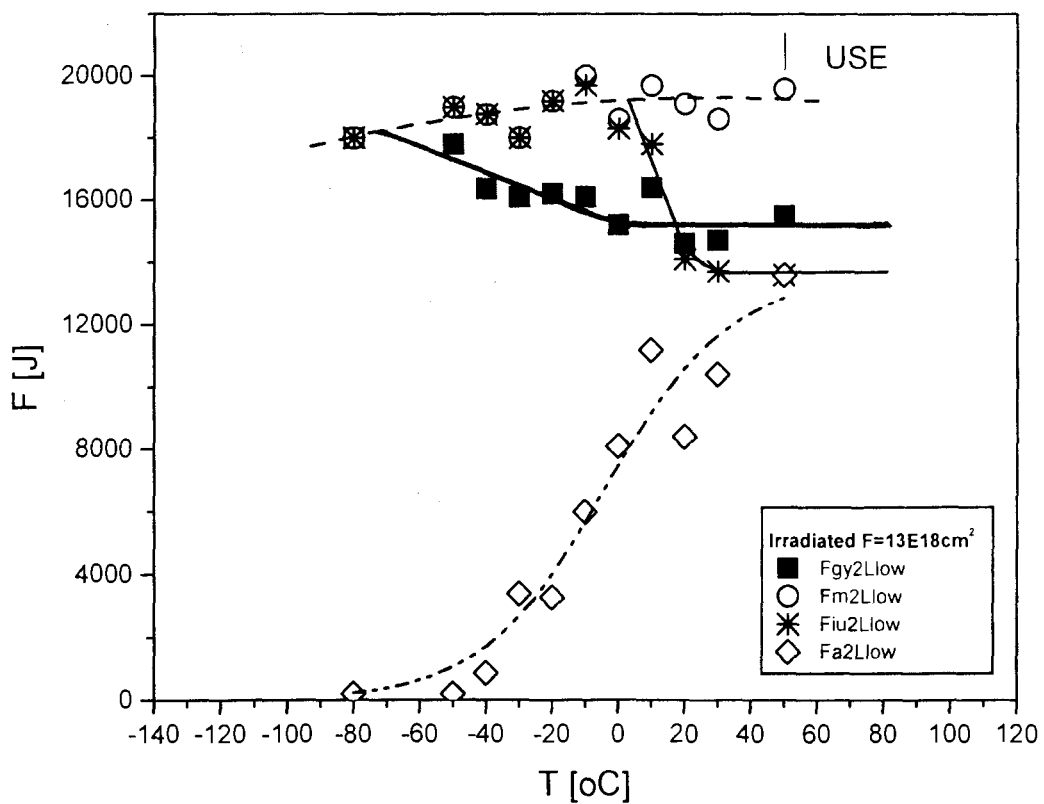 USE
20000
16000
12000
8000
4000
0
F [J]
-140 -120 -100 -80 -60 -40 -20 0 20 40 60 80 100 120
T [oC]
Irradiated F=13E18cm²
Fgy2Llow
Fm2Llow
Fiu2Llow
Fa2Llow